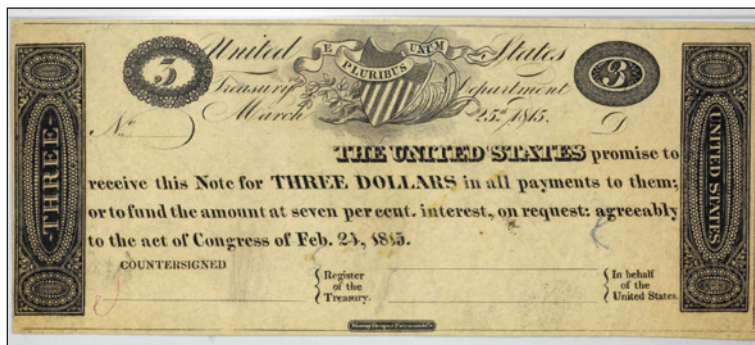 United E PLURIBUS UNUM States
3 3
Treasury Department
March 25th 1815.
No. D
THREE
UNITED STATES
THE UNITED STATES promise to
receive this Note for THREE DOLLARS in all payments to them;
or to fund the amount at seven per cent. interest, on request: agreeably
to the act of Congress of Feb. 24, 1815.
COUNTERSIGNED
Register
of the
Treasury.
In behalf
of the
United States.